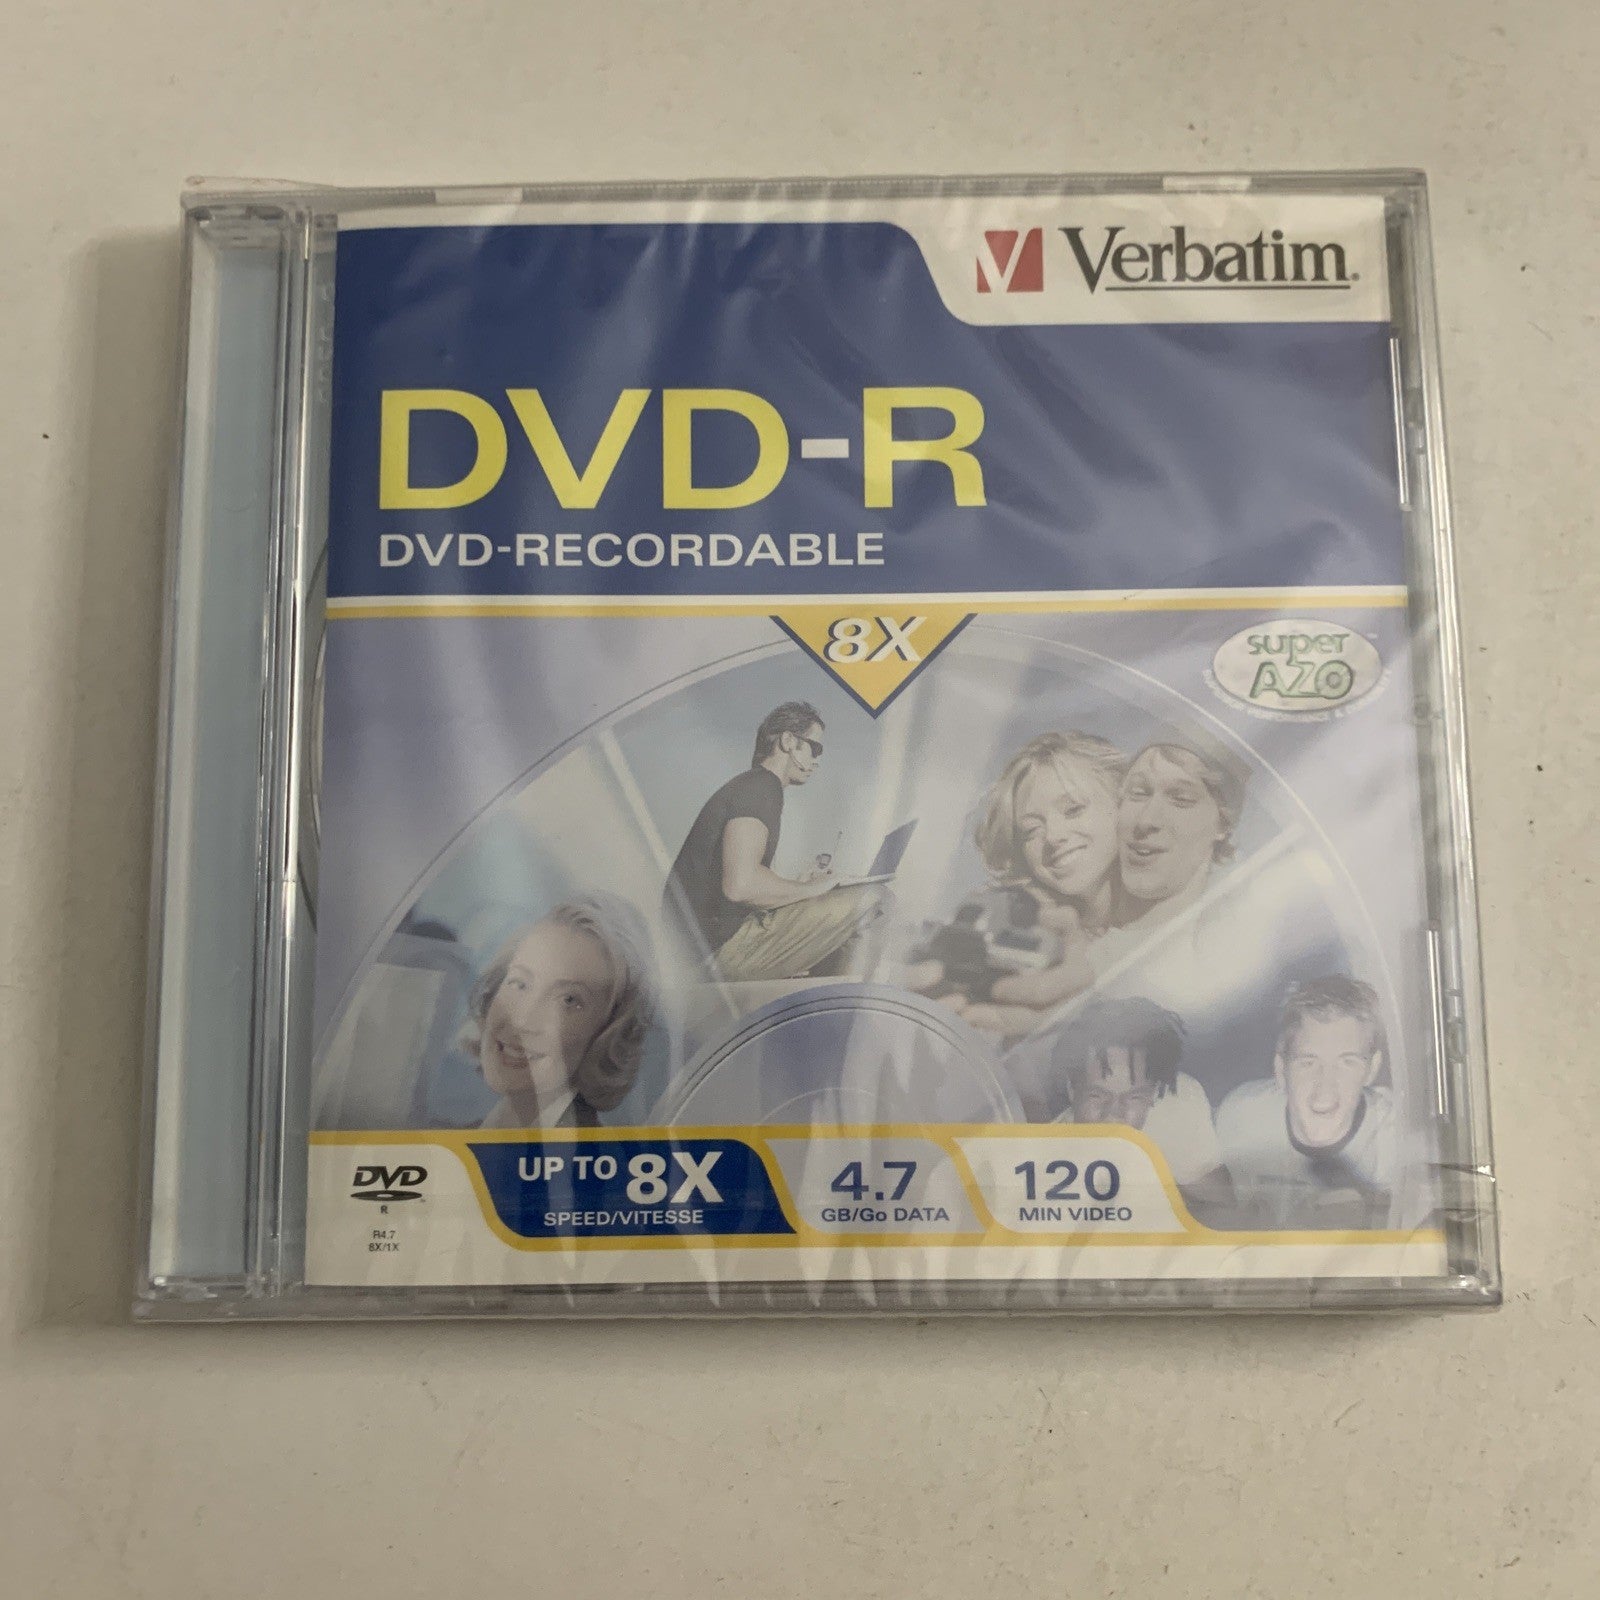 Verbatim.
DVD-R
DVD-RECORDABLE
8X
super
AZO
DVD
R
R4.7
8X/1X
UP TO 8X
SPEED/VITESSE
4.7
GB/Go DATA
120
MIN VIDEO